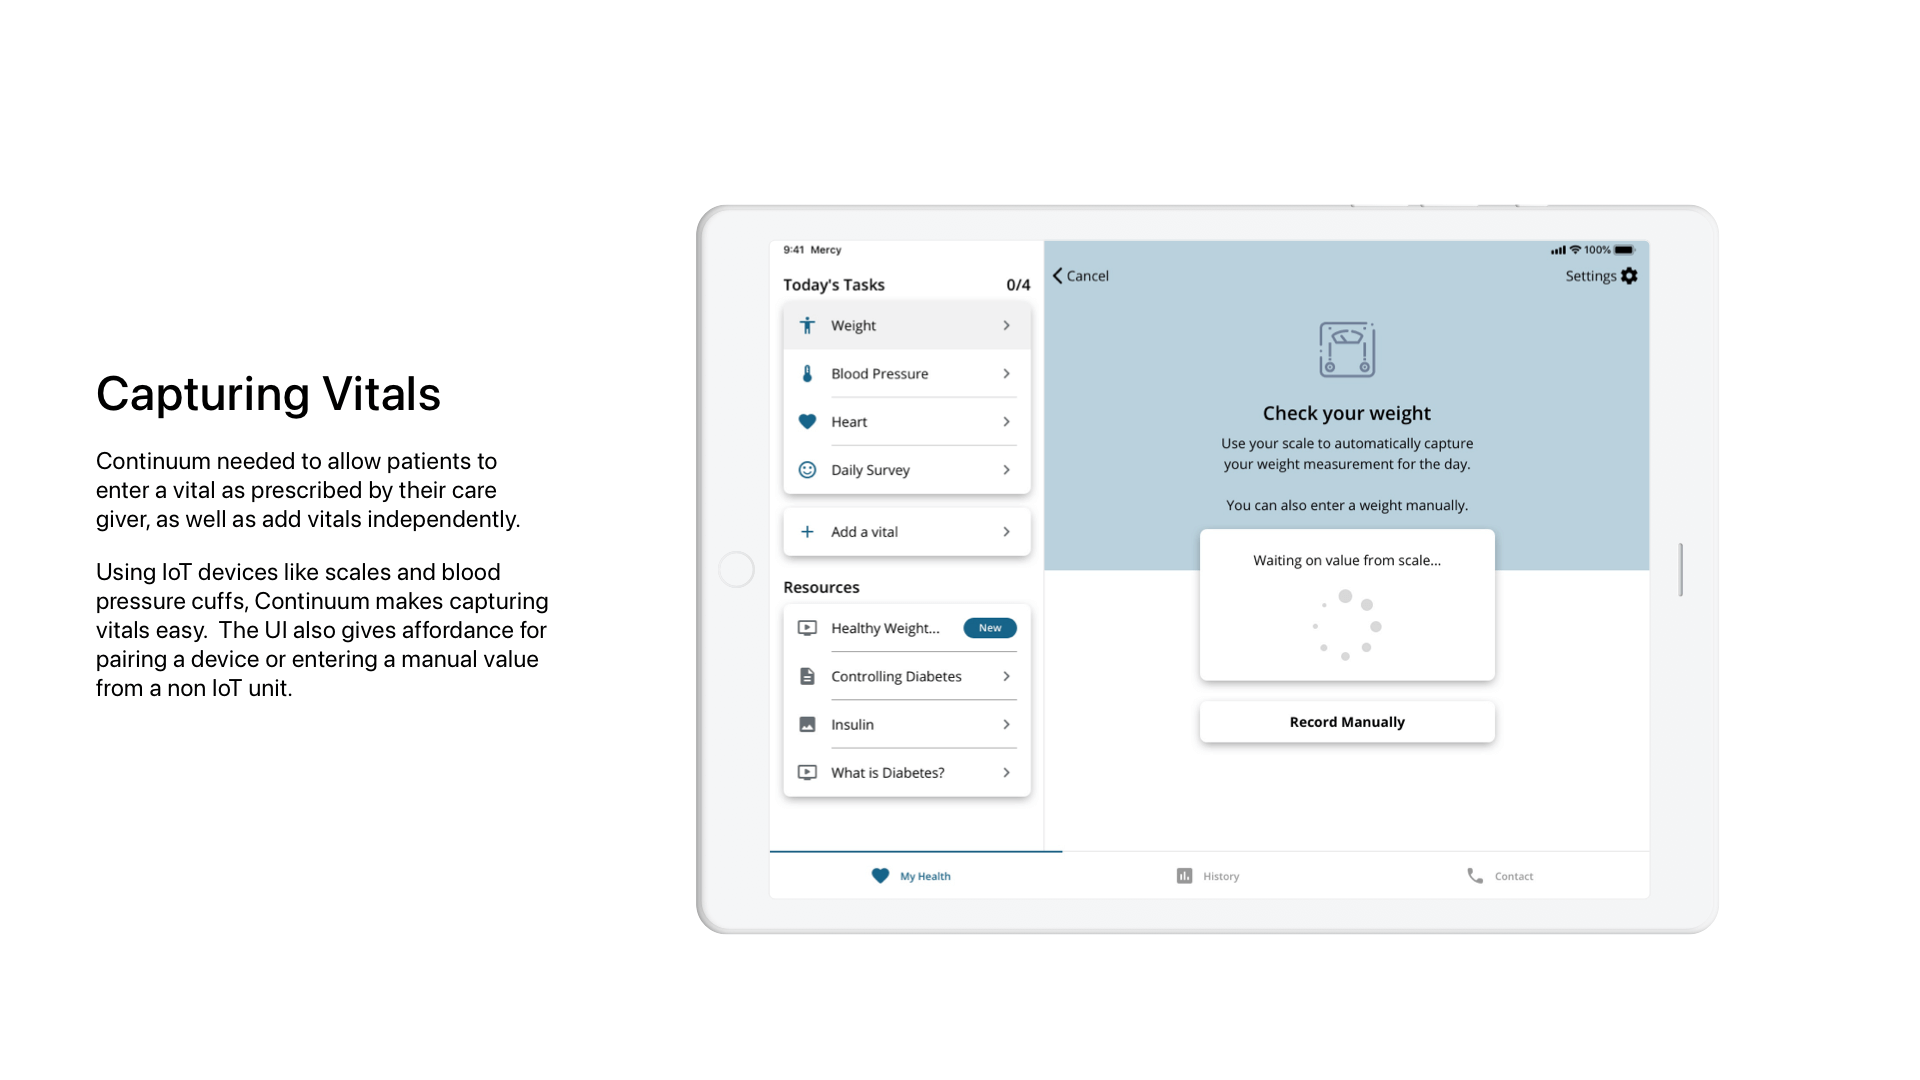 Capturing Vitals
Continuum needed to allow patients to
enter a vital as prescribed by their care
giver, as well as add vitals independently.
Using IoT devices like scales and blood
pressure cuffs, Continuum makes capturing
vitals easy.  The UI also gives affordance for
pairing a device or entering a manual value
from a non IoT unit.
9:41 Mercy
Today's Tasks 0/4
Weight
Blood Pressure
Heart
Daily Survey
Add a vital
Resources
Healthy Weight... New
Controlling Diabetes
Insulin
What is Diabetes?
100%
Cancel
Settings
Check your weight
Use your scale to automatically capture
your weight measurement for the day.
You can also enter a weight manually.
Waiting on value from scale...
Record Manually
My Health
History
Contact